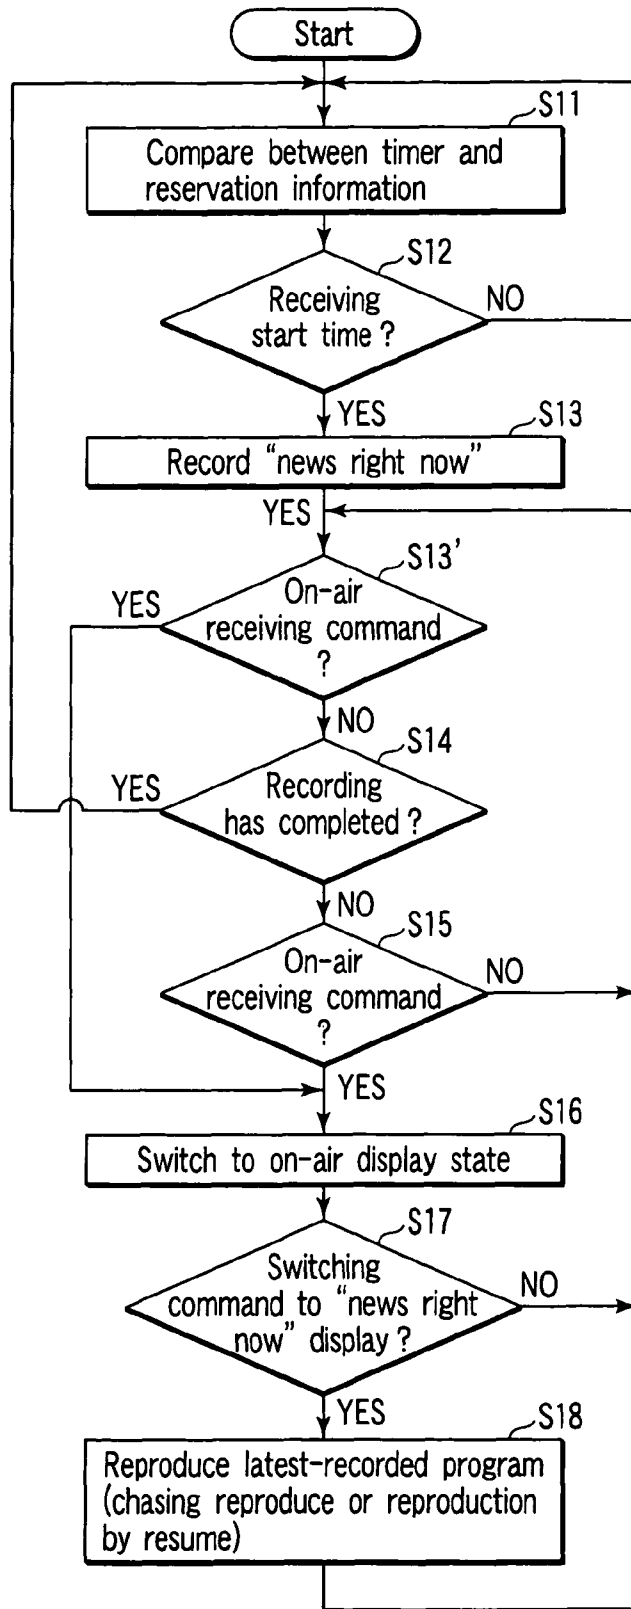 Start
S11
Compare between timer and
reservation information
S12
Receiving
start time ?
NO
YES
S13
Record “news right now”
YES
S13’
On-air
receiving command
?
YES
NO
S14
Recording
has completed ?
YES
NO
S15
On-air
receiving command
?
NO
YES
S16
Switch to on-air display state
S17
Switching
command to “news right
now” display ?
NO
YES
S18
Reproduce latest-recorded program
(chasing reproduce or reproduction
by resume)